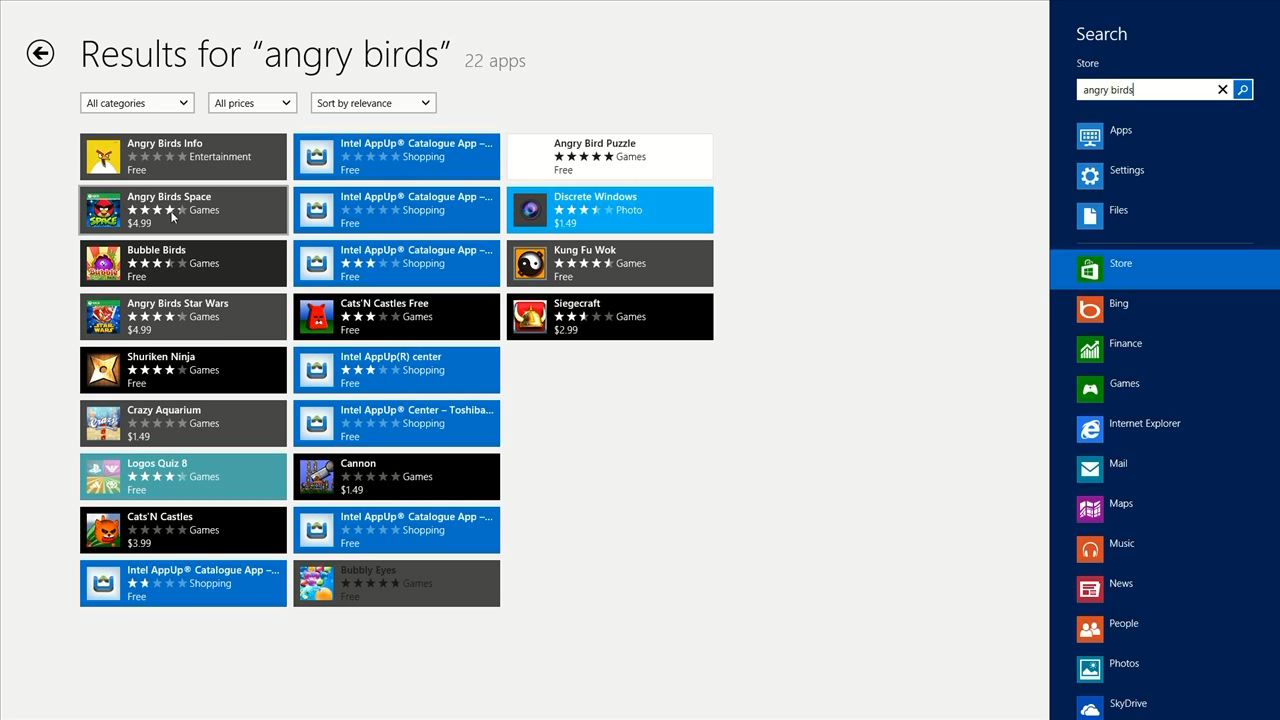 Results for “angry birds” 22 apps
All categories
All prices
Sort by relevance
Angry Birds Info
Entertainment
Free
Angry Birds Space
Games
$4.99
Bubble Birds
Games
Free
Angry Birds Star Wars
Games
$4.99
Shuriken Ninja
Games
Free
Crazy Aquarium
Games
$1.49
Logos Quiz 8
Games
Free
Cats'N Castles
Games
$3.99
Intel AppUp® Catalogue App –...
Shopping
Free
Intel AppUp® Catalogue App –...
Shopping
Free
Intel AppUp® Catalogue App –...
Shopping
Free
Intel AppUp® Catalogue App –...
Shopping
Free
Cats'N Castles Free
Games
Free
Intel AppUp(R) center
Shopping
Free
Intel AppUp® Center – Toshiba...
Shopping
Free
Cannon
Games
$1.49
Intel AppUp® Catalogue App –...
Shopping
Free
Bubbly Eyes
Games
Free
Angry Bird Puzzle
Games
Free
Discrete Windows
Photo
$1.49
Kung Fu Wok
Games
Free
Siegecraft
Games
$2.99
Search
Store
angry birds
Apps
Settings
Files
Store
Bing
Finance
Games
Internet Explorer
Mail
Maps
Music
News
People
Photos
SkyDrive